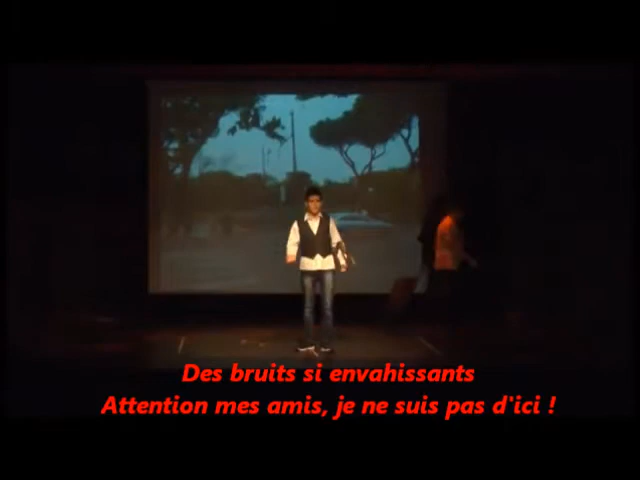 Des bruits si envahissants
Attention mes amis, je ne suis pas d'ici !